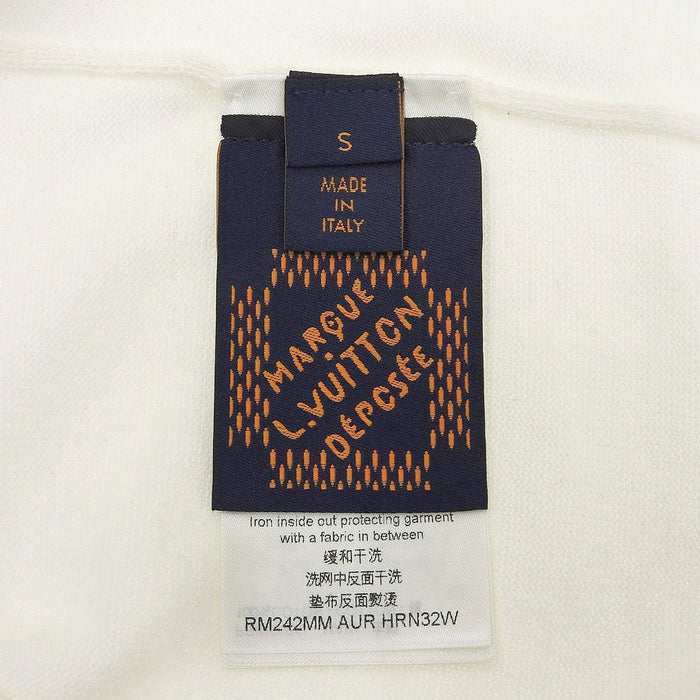 S
MADE
IN
ITALY
MARQUE
L.VUITTON
DÉPOSÉE
Iron inside out protecting garment
with a fabric in between
缓和干洗
洗网中反面干洗
垫布反面熨烫
RM242MM AUR HRN32W